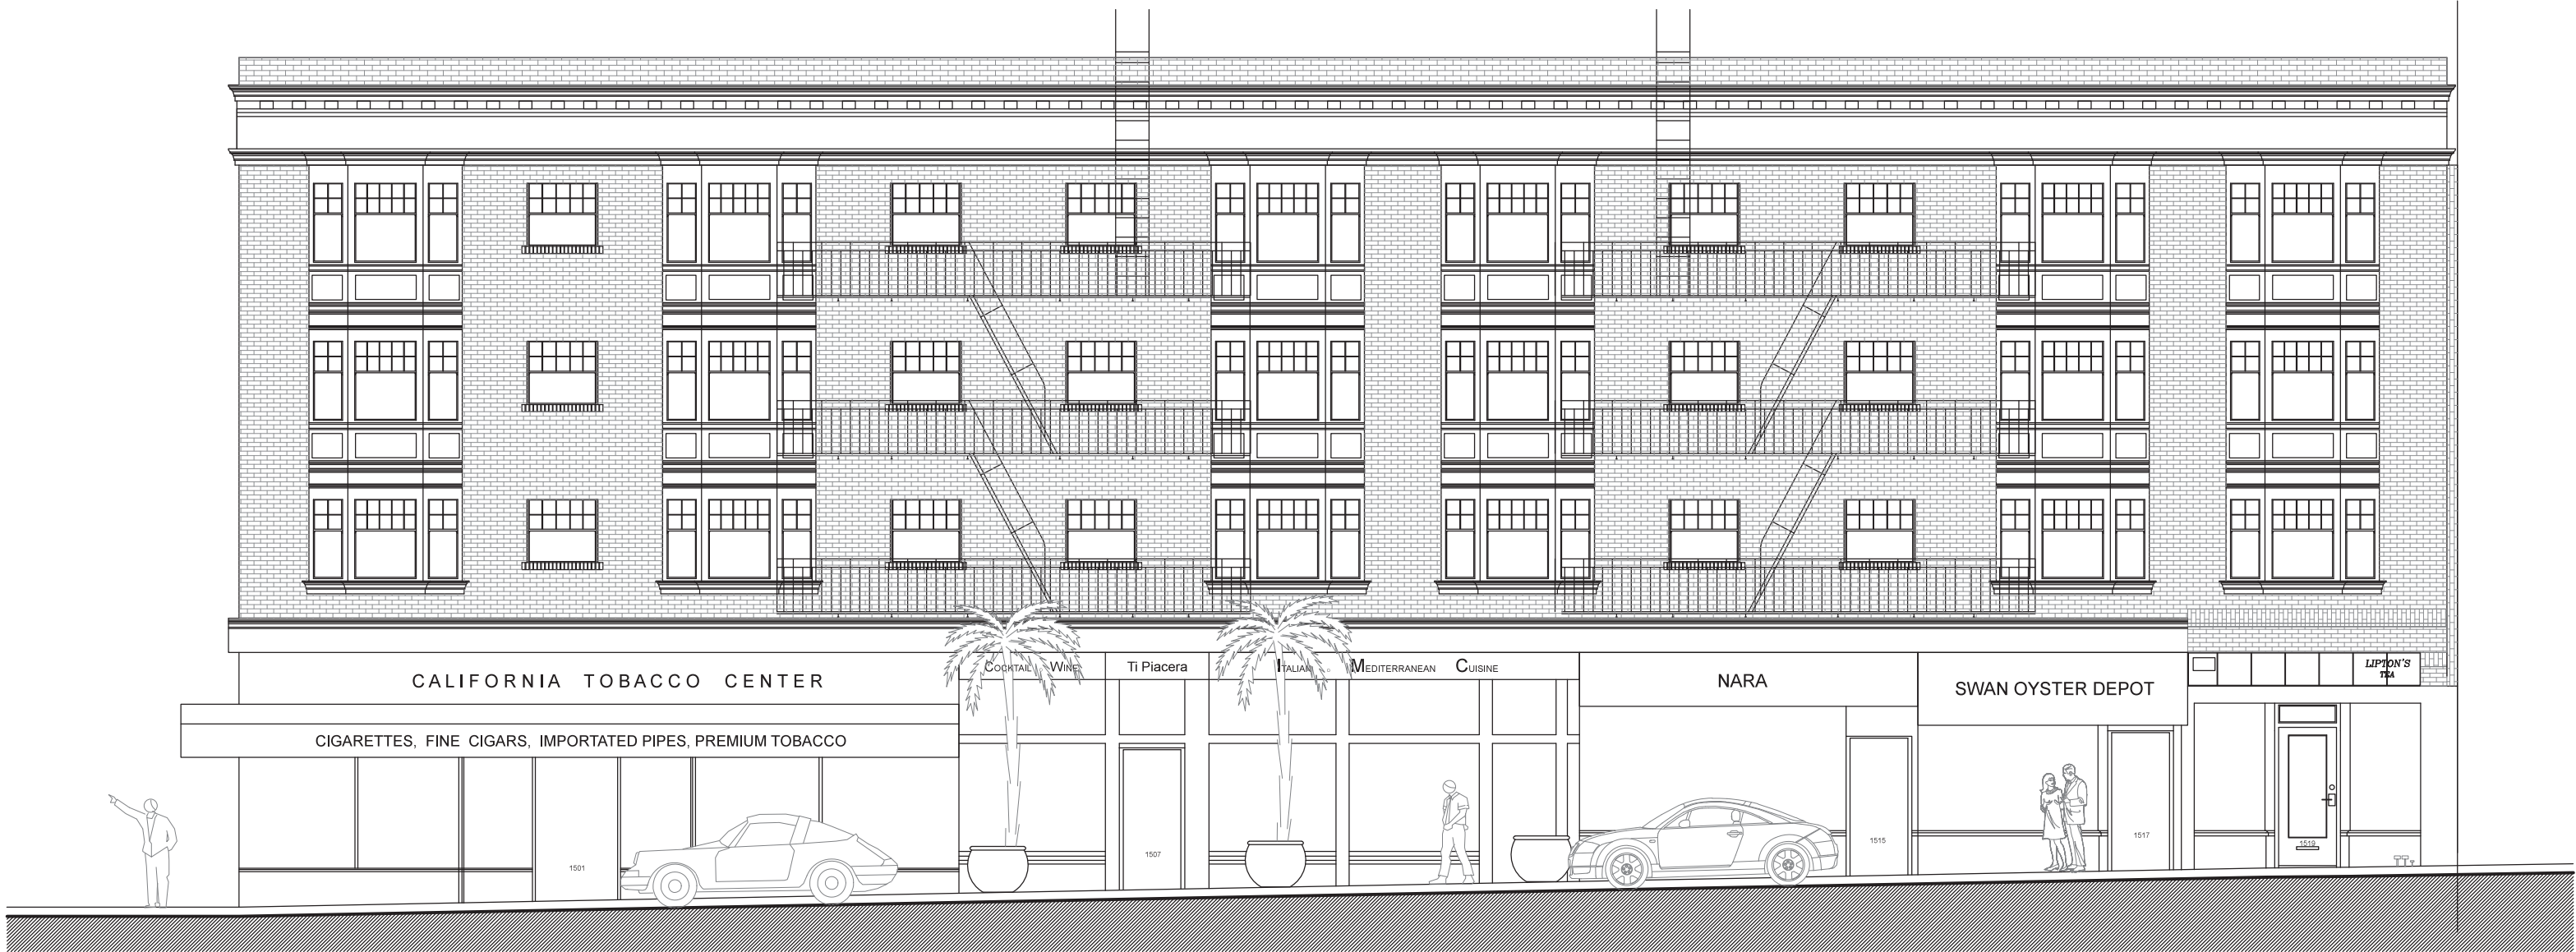 CALIFORNIA TOBACCO CENTER
CIGARETTES, FINE CIGARS, IMPORTATED PIPES, PREMIUM TOBACCO
1501
COCKTAIL WINE
Ti Piacera
ITALIAN . MEDITERRANEAN CUISINE
1507
NARA
1515
SWAN OYSTER DEPOT
1517
LIPTON'S
TEA
1519